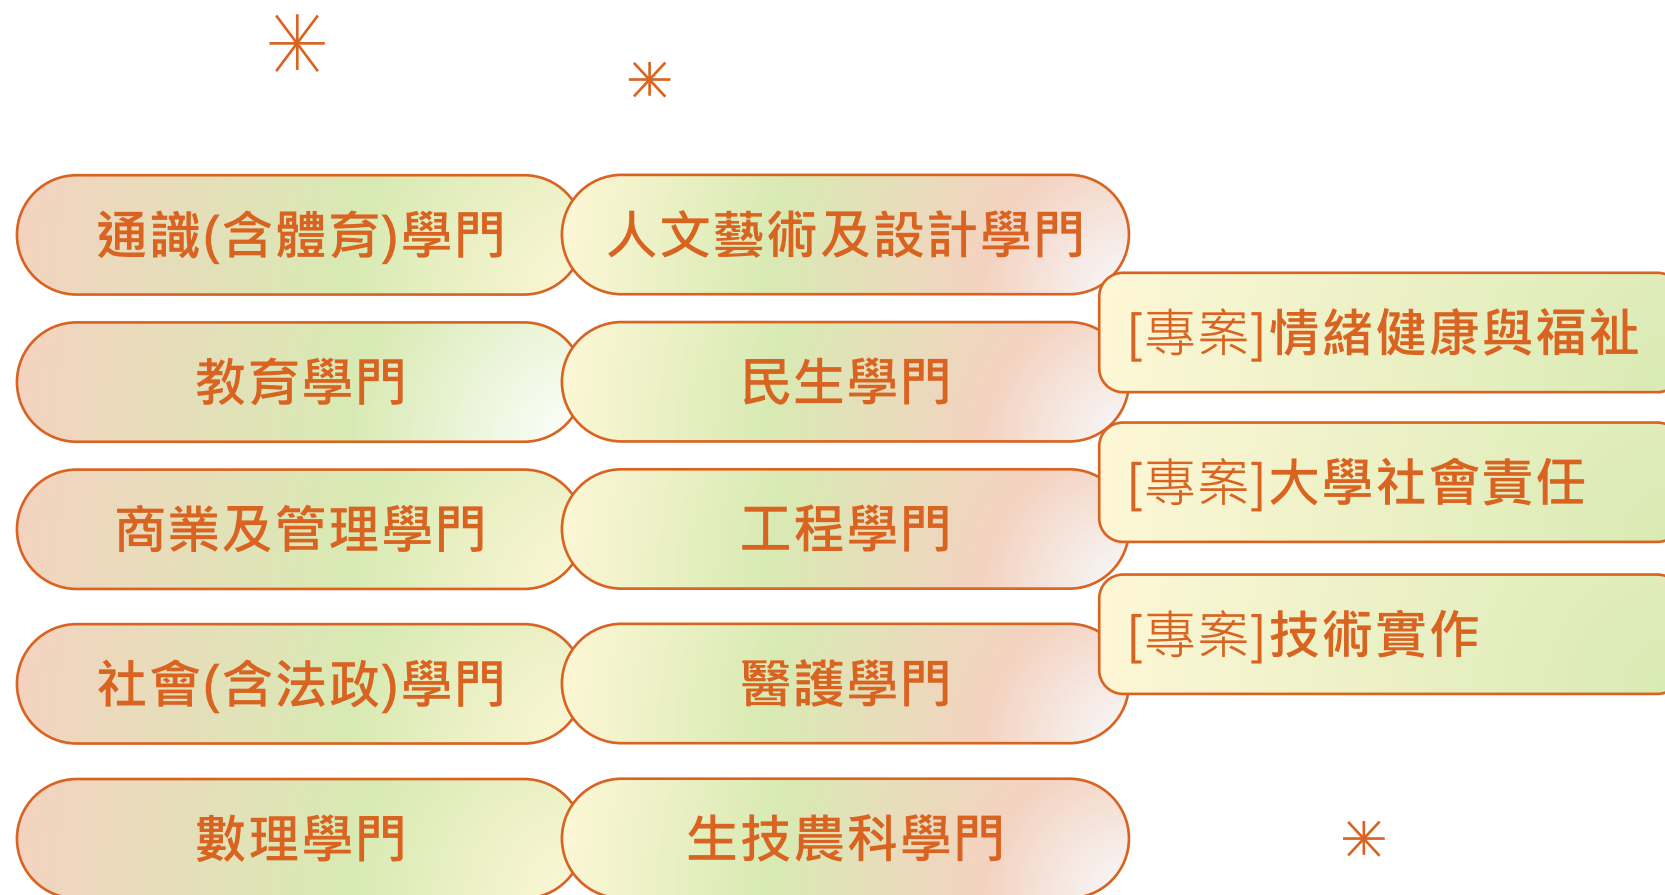 通識(含體育)學門
人文藝術及設計學門
教育學門
民生學門
商業及管理學門
工程學門
社會(含法政)學門
醫護學門
數理學門
生技農科學門
[專案]情緒健康與福祉
[專案]大學社會責任
[專案]技術實作